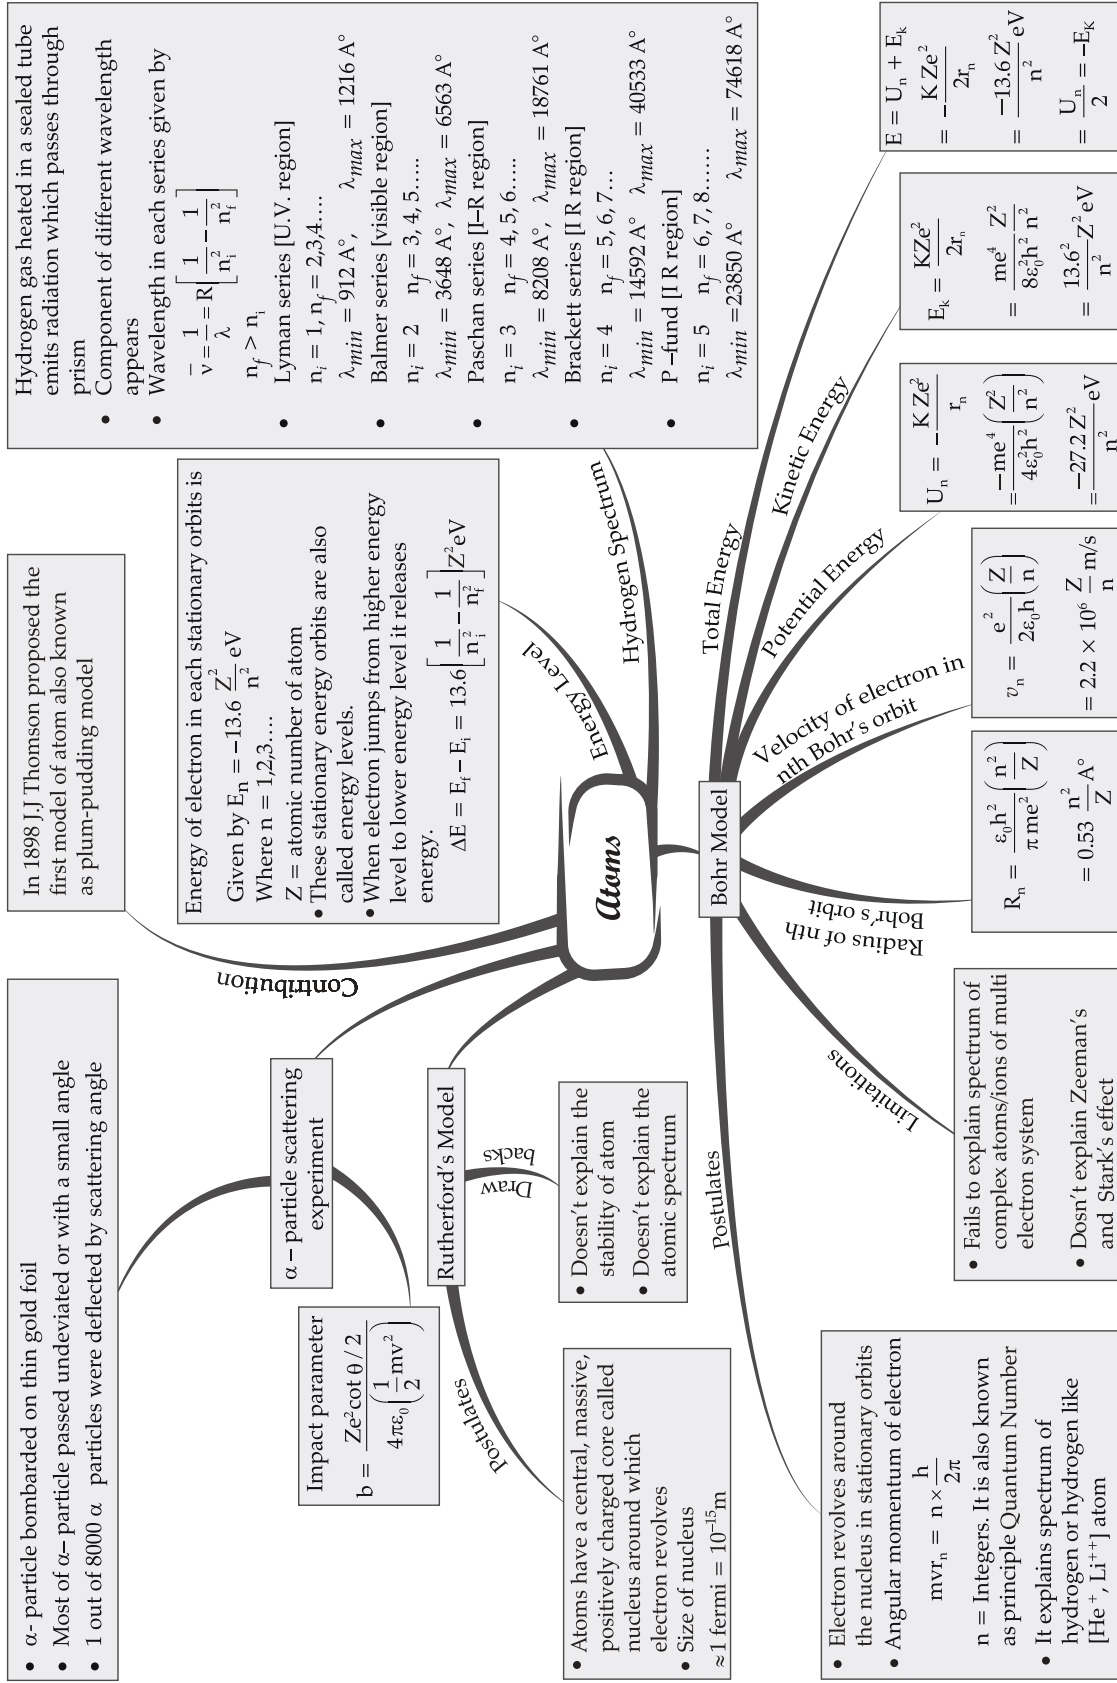 α- particle bombarded on thin gold foil
Most of α– particle passed undeviated or with a small angle
1 out of 8000 α particles were deflected by scattering angle
α – particle scattering
experiment
Impact parameter
b = Ze² cot θ / 2 / 4πε₀ (1/2 mv²)
Contribution
In 1898 J.J Thomson proposed the
first model of atom also known
as plum-pudding model
Rutherford's Model
Postulates
Atoms have a central, massive,
positively charged core called
nucleus around which
electron revolves
Size of nucleus
≈ 1 fermi = 10⁻¹⁵m
Draw
backs
Doesn't explain the
stability of atom
Doesn't explain the
atomic spectrum
Atoms
Energy Level
Energy of electron in each stationary orbits is
Given by Eₙ = −13.6 Z²/n² eV
Where n = 1,2,3....
Z = atomic number of atom
These stationary energy orbits are also
called energy levels.
When electron jumps from higher energy
level to lower energy level it releases
energy.
ΔE = E_f − E_i = 13.6 [1/n_i² − 1/n_f²] Z² eV
Hydrogen Spectrum
Hydrogen gas heated in a sealed tube
emits radiation which passes through
prism
Component of different wavelength
appears
Wavelength in each series given by
ν̄ = 1/λ = R [1/n_i² − 1/n_f²]
n_f > n_i
Lyman series [U.V. region]
n_i = 1, n_f = 2,3,4....
λ_min = 912 A°, λ_max = 1216 A°
Balmer series [visible region]
n_i = 2 n_f = 3, 4, 5.....
λ_min = 3648 A°, λ_max = 6563 A°
Paschan series [I–R region]
n_i = 3 n_f = 4, 5, 6.....
λ_min = 8208 A°, λ_max = 18761 A°
Brackett series [I R region]
n_i = 4 n_f = 5, 6, 7...
λ_min = 14592 A° λ_max = 40533 A°
P –fund [I R region]
n_i = 5 n_f = 6, 7, 8.......
λ_min =23850 A° λ_max = 74618 A°
Bohr Model
Postulates
Electron revolves around
the nucleus in stationary orbits
Angular momentum of electron
mvrₙ = n × h/2π
n = Integers. It is also known
as principle Quantum Number
It explains spectrum of
hydrogen or hydrogen like
[He⁺, Li⁺⁺] atom
Limitations
Fails to explain spectrum of
complex atoms/ions of multi
electron system
Dosn't explain Zeeman's
and Stark's effect
Radius of nth
Bohr's orbit
Rₙ = ε₀h²/πme² (n²/Z)
= 0.53 n²/Z A°
Velocity of electron in
nth Bohr's orbit
vₙ = e²/2ε₀h (Z/n)
= 2.2 × 10⁶ Z/n m/s
Potential Energy
Uₙ = − K Ze²/rₙ
= −me⁴/4ε₀²h² (Z²/n²)
= −27.2 Z²/n² eV
Kinetic Energy
E_k = KZe²/2rₙ
= me⁴/8ε₀²h² Z²/n²
= 13.6²/n² Z² eV
Total Energy
E = Uₙ + E_k
= − K Ze²/2rₙ
= −13.6 Z²/n² eV
= Uₙ/2 = −E_K